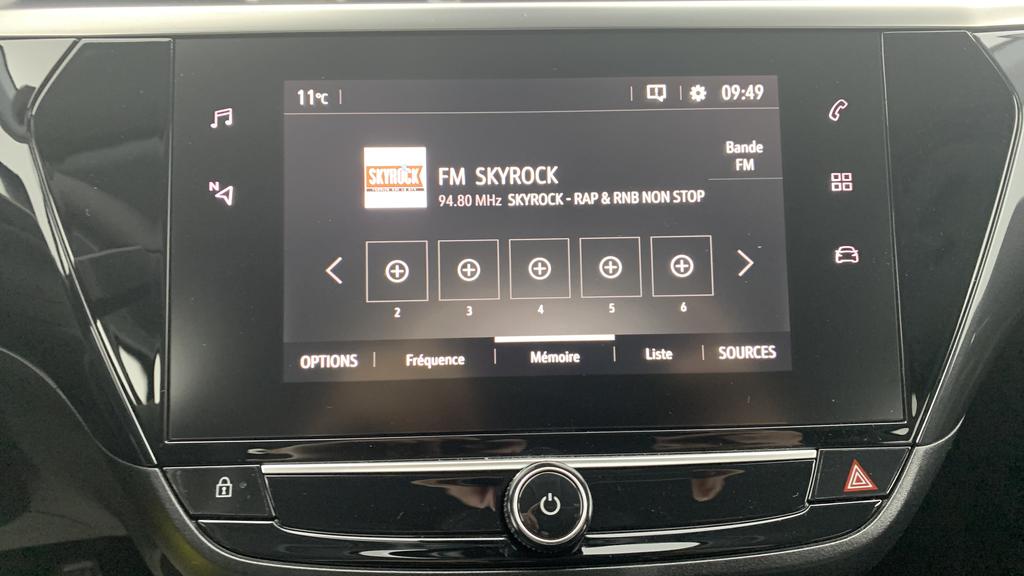 11°C
09:49
N
Bande
FM
SKYROCK
FM SKYROCK
94.80 MHz SKYROCK - RAP & RNB NON STOP
2 3 4 5 6
OPTIONS Fréquence Mémoire Liste SOURCES